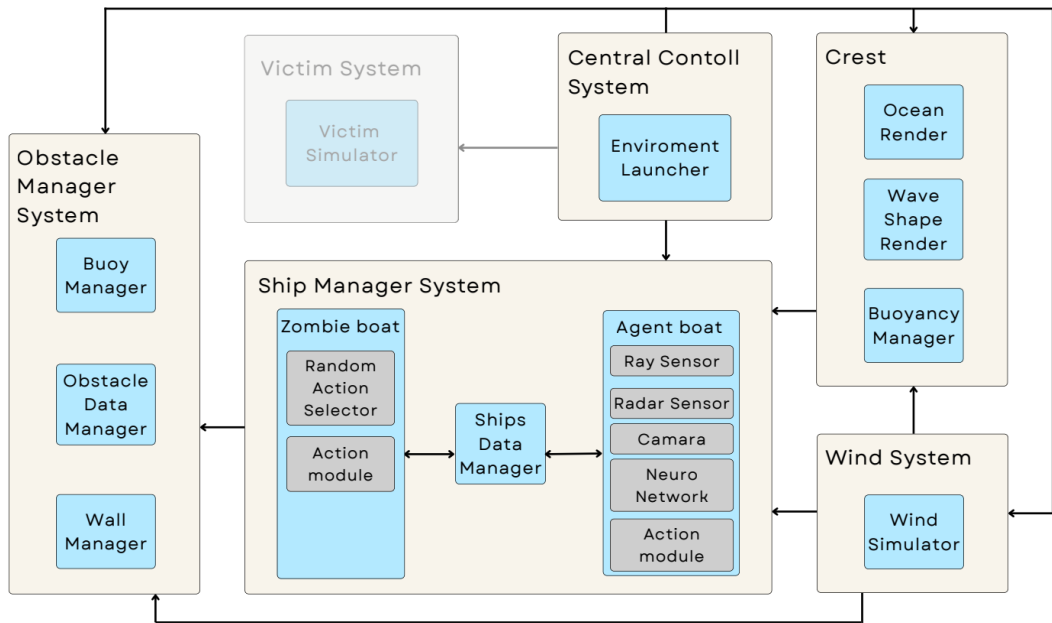 Victim System
Victim
Simulator
Central Contoll
System
Enviroment
Launcher
Crest
Ocean
Render
Wave
Shape
Render
Buoyancy
Manager
Obstacle
Manager
System
Buoy
Manager
Obstacle
Data
Manager
Wall
Manager
Ship Manager System
Zombie boat
Random
Action
Selector
Action
module
Ships
Data
Manager
Agent boat
Ray Sensor
Radar Sensor
Camara
Neuro
Network
Action
module
Wind System
Wind
Simulator